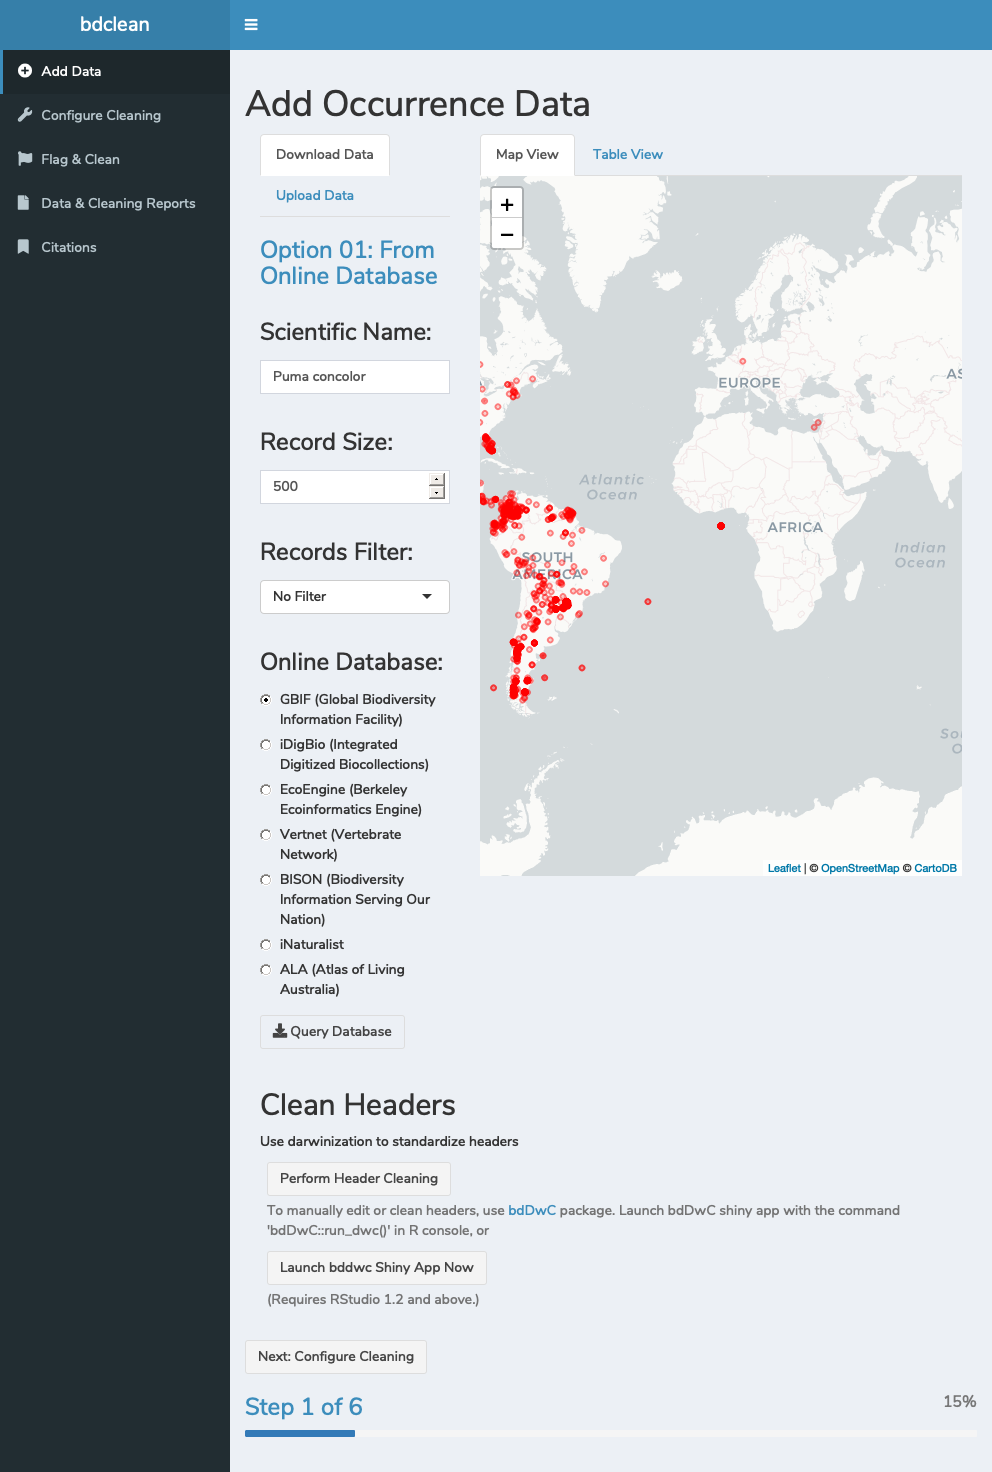 bdclean
Add Data
Configure Cleaning
Flag & Clean
Data & Cleaning Reports
Citations
Add Occurrence Data
Download Data
Upload Data
Option 01: From
Online Database
Scientific Name:
Puma concolor
Record Size:
500
Records Filter:
No Filter
Online Database:
GBIF (Global Biodiversity
Information Facility)
iDigBio (Integrated
Digitized Biocollections)
EcoEngine (Berkeley
Ecoinformatics Engine)
Vertnet (Vertebrate
Network)
BISON (Biodiversity
Information Serving Our
Nation)
iNaturalist
ALA (Atlas of Living
Australia)
Query Database
Map View
Table View
+
−
EUROPE
AS
Atlantic
Ocean
AFRICA
SOUTH
AMERICA
Indian
Ocean
Sou
O
Leaflet | © OpenStreetMap © CartoDB
Clean Headers
Use darwinization to standardize headers
Perform Header Cleaning
To manually edit or clean headers, use bdDwC package. Launch bdDwC shiny app with the command
'bdDwC::run_dwc()' in R console, or
Launch bddwc Shiny App Now
(Requires RStudio 1.2 and above.)
Next: Configure Cleaning
Step 1 of 6
15%